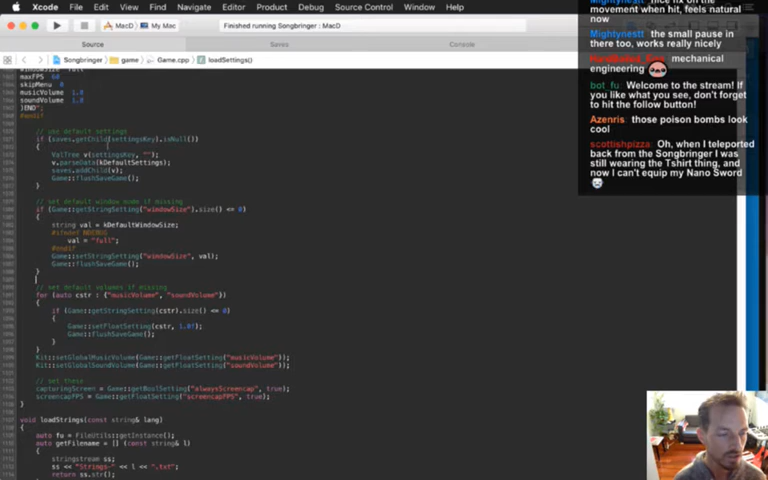 Xcode File Edit View Find Navigate Editor Product Debug Source Control Window Help
MacD My Mac
Finished running Songbringer : MacD
Source
Saves
Console
Songbringer game Game.cpp loadSettings()
maxFPS 60
skipMenu 0
musicVolume 1.0
soundVolume 1.0
)END";
#endif
// use default settings
if (saves.getChild(settingsKey).isNull())
{
ValTree v(settingsKey, "");
v.parseData(kDefaultSettings);
saves.addChild(v);
Game::flushSaveGame();
}
// set default window mode if missing
if (Game::getStringSetting("windowSize").size() <= 0)
{
string val = kDefaultWindowSize;
#ifndef NDEBUG
val = "full";
#endif
Game::setStringSetting("windowSize", val);
Game::flushSaveGame();
}
// set default volumes if missing
for (auto cstr : {"musicVolume", "soundVolume"})
{
if (Game::getStringSetting(cstr).size() <= 0)
{
Game::setFloatSetting(cstr, 1.0f);
Game::flushSaveGame();
}
}
Kit::setGlobalMusicVolume(Game::getFloatSetting("musicVolume"));
Kit::setGlobalSoundVolume(Game::getFloatSetting("soundVolume"));
// set these
capturingScreen = Game::getBoolSetting("alwaysScreencap", true);
screencapFPS = Game::getFloatSetting("screencapFPS", true);
}
void loadStrings(const string& lang)
{
auto fu = FileUtils::getInstance();
auto getFilename = [] (const string& l)
{
stringstream ss;
ss << "Strings-" << l << ".txt";
return ss.str();
movement when hit, feels natural
now
Mightynestt the small pause in
there too, works really nicely
mechanical
engineering
bot_fu: Welcome to the stream! If
you like what you see, don't forget
to hit the follow button!
Azenris: those poison bombs look
cool
scottishpizza: Oh, when I teleported
back from the Songbringer I was
still wearing the Tshirt thing, and
now I can't equip my Nano Sword